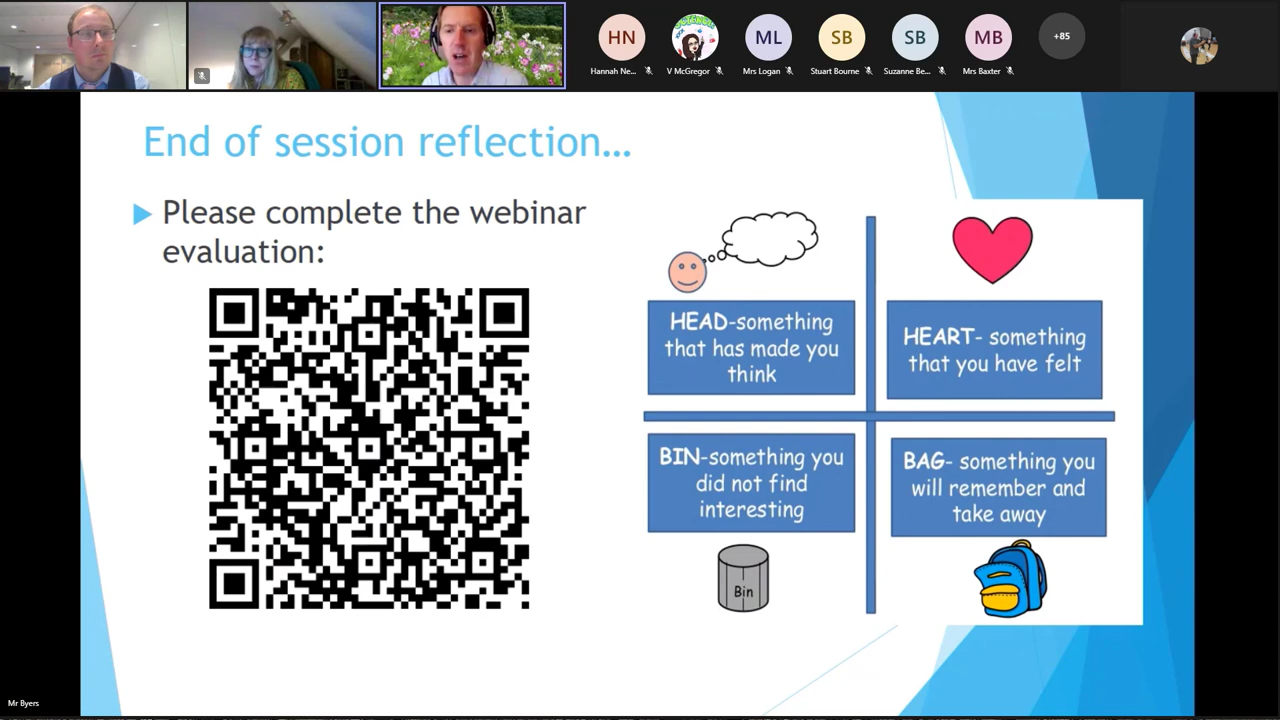 HN
ML
SB
SB
MB
+85
Hannah Ne...
V McGregor
Mrs Logan
Stuart Bourne
Suzanne Be...
Mrs Baxter
End of session reflection...
Please complete the webinar
evaluation:
HEAD-something
that has made you
think
HEART- something
that you have felt
BIN-something you
did not find
interesting
BAG- something you
will remember and
take away
Bin
Mr Byers